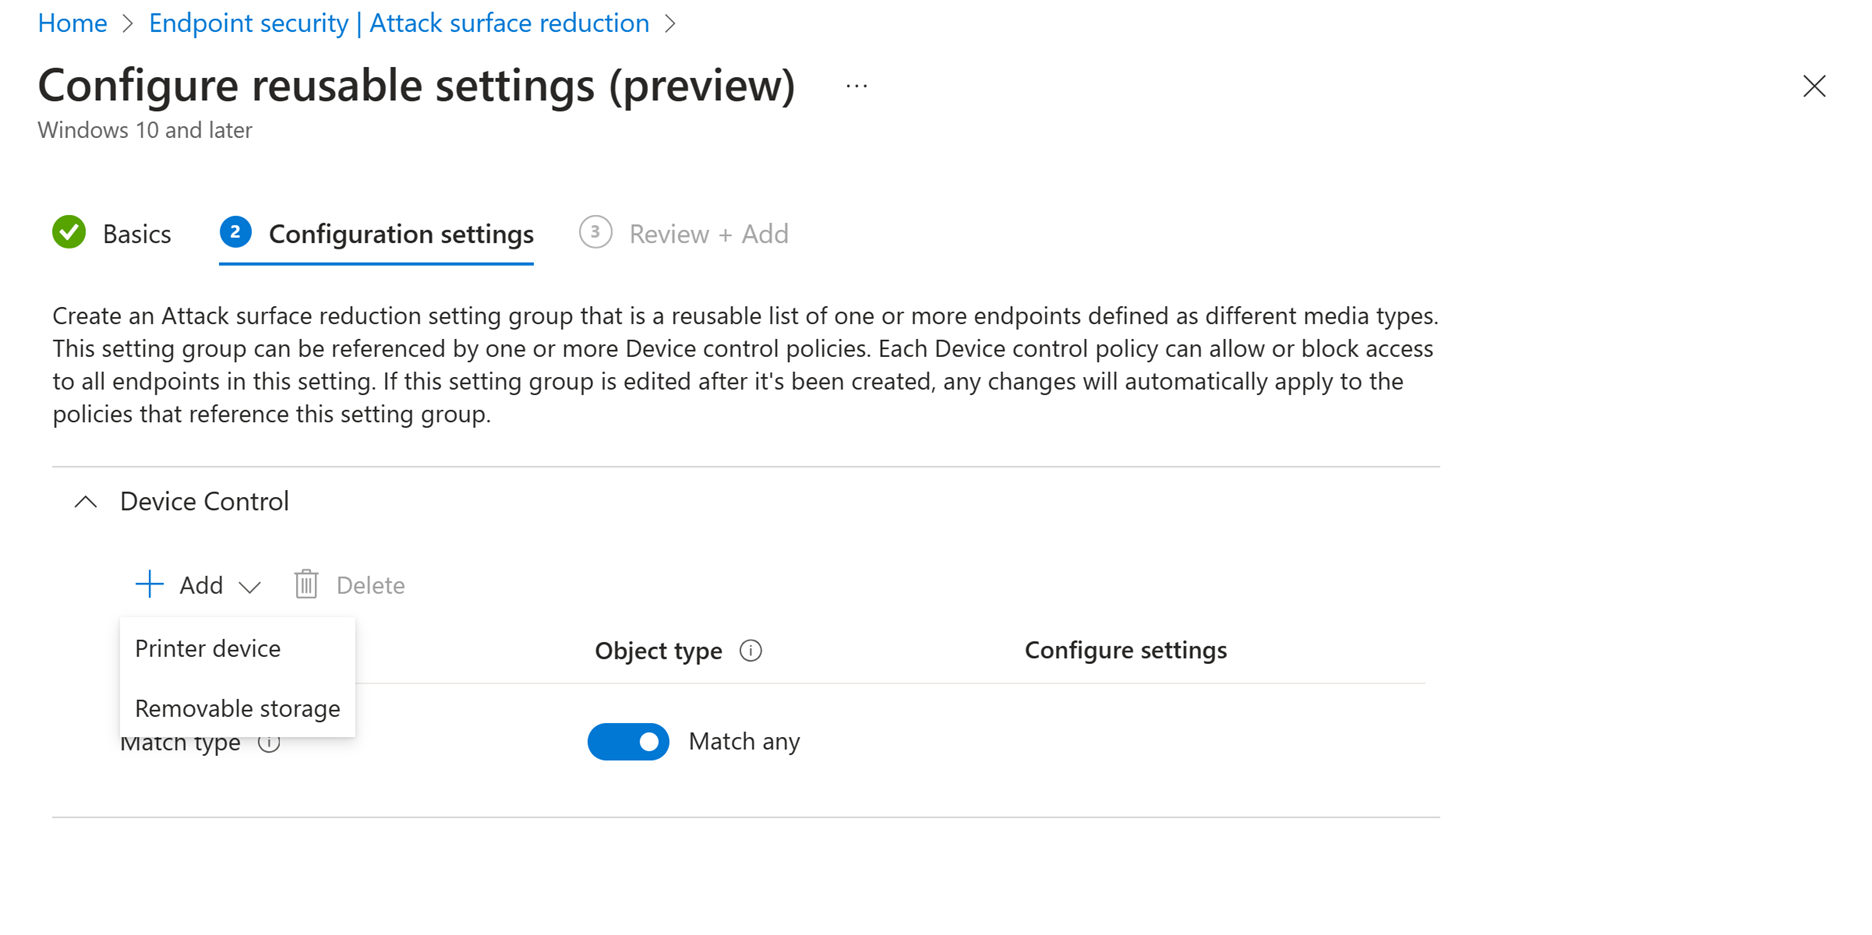 Home > Endpoint security | Attack surface reduction >
Configure reusable settings (preview) ...
Windows 10 and later
Basics 2 Configuration settings 3 Review + Add
Create an Attack surface reduction setting group that is a reusable list of one or more endpoints defined as different media types.
This setting group can be referenced by one or more Device control policies. Each Device control policy can allow or block access
to all endpoints in this setting. If this setting group is edited after it's been created, any changes will automatically apply to the
policies that reference this setting group.
Device Control
Add Delete
Printer device
Object type Configure settings
Removable storage
Match type Match any